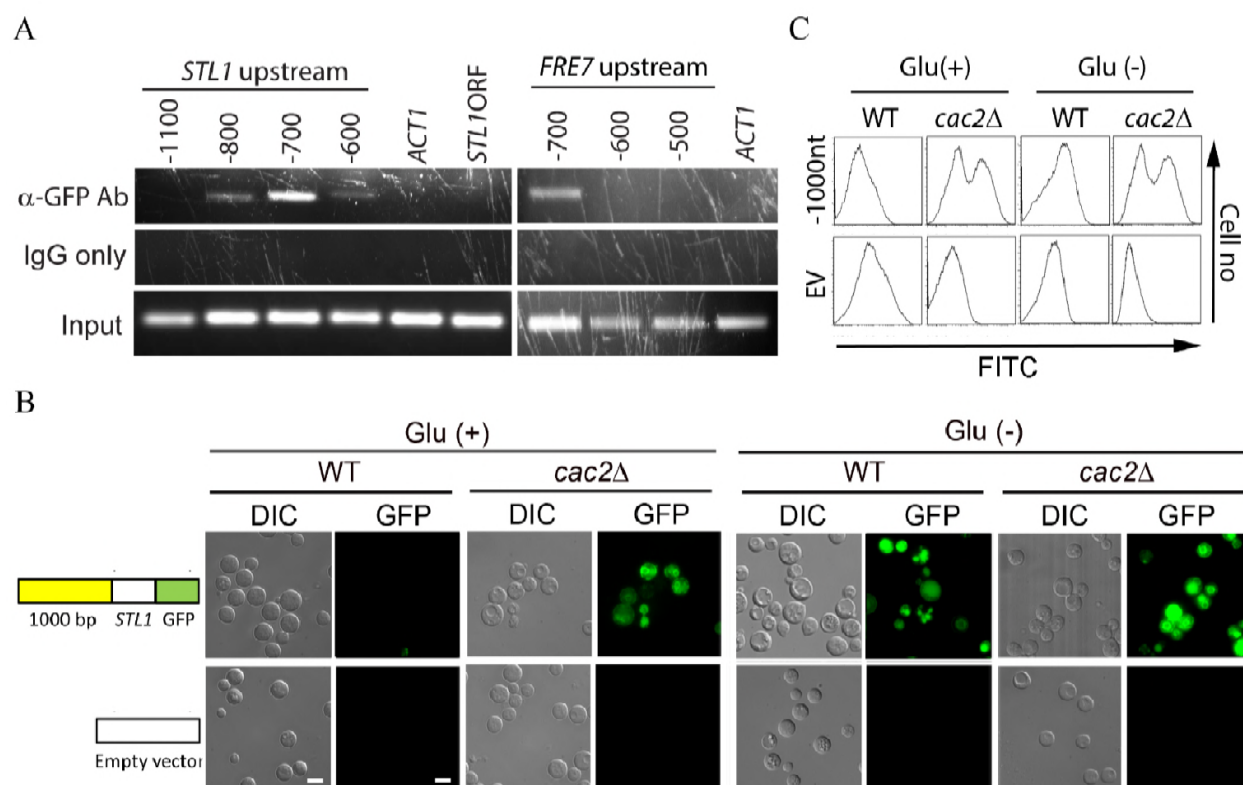 A
STL1 upstream
FRE7 upstream
-1100
-800
-700
-600
ACT1
STL1ORF
-700
-600
-500
ACT1
α-GFP Ab
IgG only
Input
C
Glu(+)
Glu (-)
WT
cac2Δ
WT
cac2Δ
-1000nt
EV
Cell no
FITC
B
Glu (+)
Glu (-)
WT
cac2Δ
WT
cac2Δ
DIC
GFP
DIC
GFP
DIC
GFP
DIC
GFP
1000 bp
STL1
GFP
Empty vector